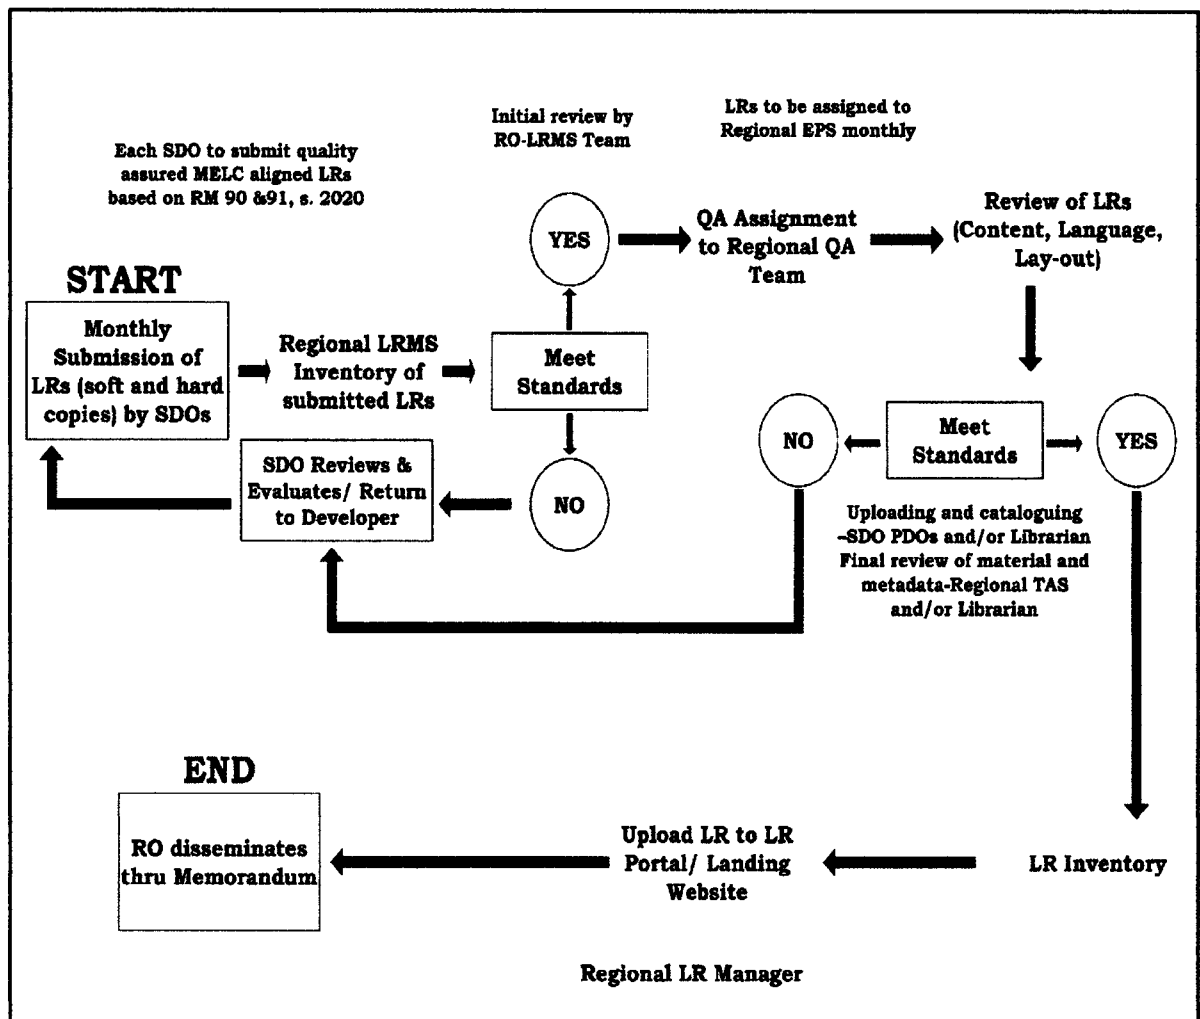 Initial review by
RO-LRMS Team
LRs to be assigned to
Regional EPS monthly
Each SDO to submit quality
assured MELC aligned LRs
based on RM 90 &91, s. 2020
START
Monthly
Submission of
LRs (soft and hard
copies) by SDOs
Regional LRMS
Inventory of
submitted LRs
Meet
Standards
YES
QA Assignment
to Regional QA
Team
Review of LRs
(Content, Language,
Lay-out)
NO
SDO Reviews &
Evaluates/ Return
to Developer
NO
Meet
Standards
YES
Uploading and cataloguing
–SDO PDOs and/or Librarian
Final review of material and
metadata-Regional TAS
and/or Librarian
END
RO disseminates
thru Memorandum
Upload LR to LR
Portal/ Landing
Website
LR Inventory
Regional LR Manager